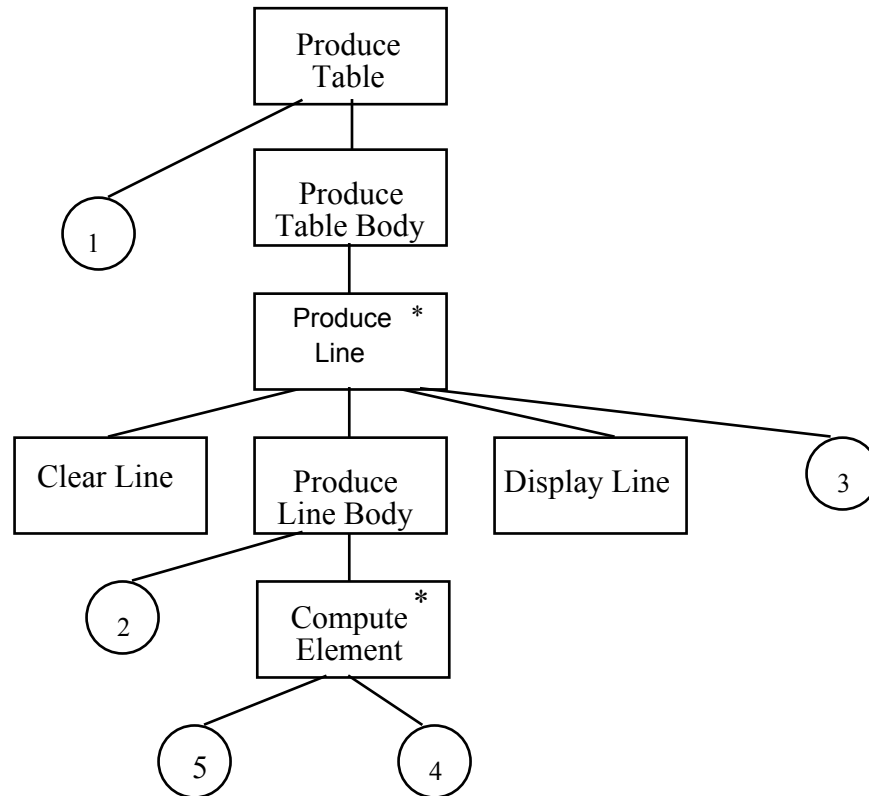 Produce
Table
1
Produce
Table Body
Produce *
Line
Clear Line
Produce
Line Body
Display Line
3
2
Compute *
Element
5
4